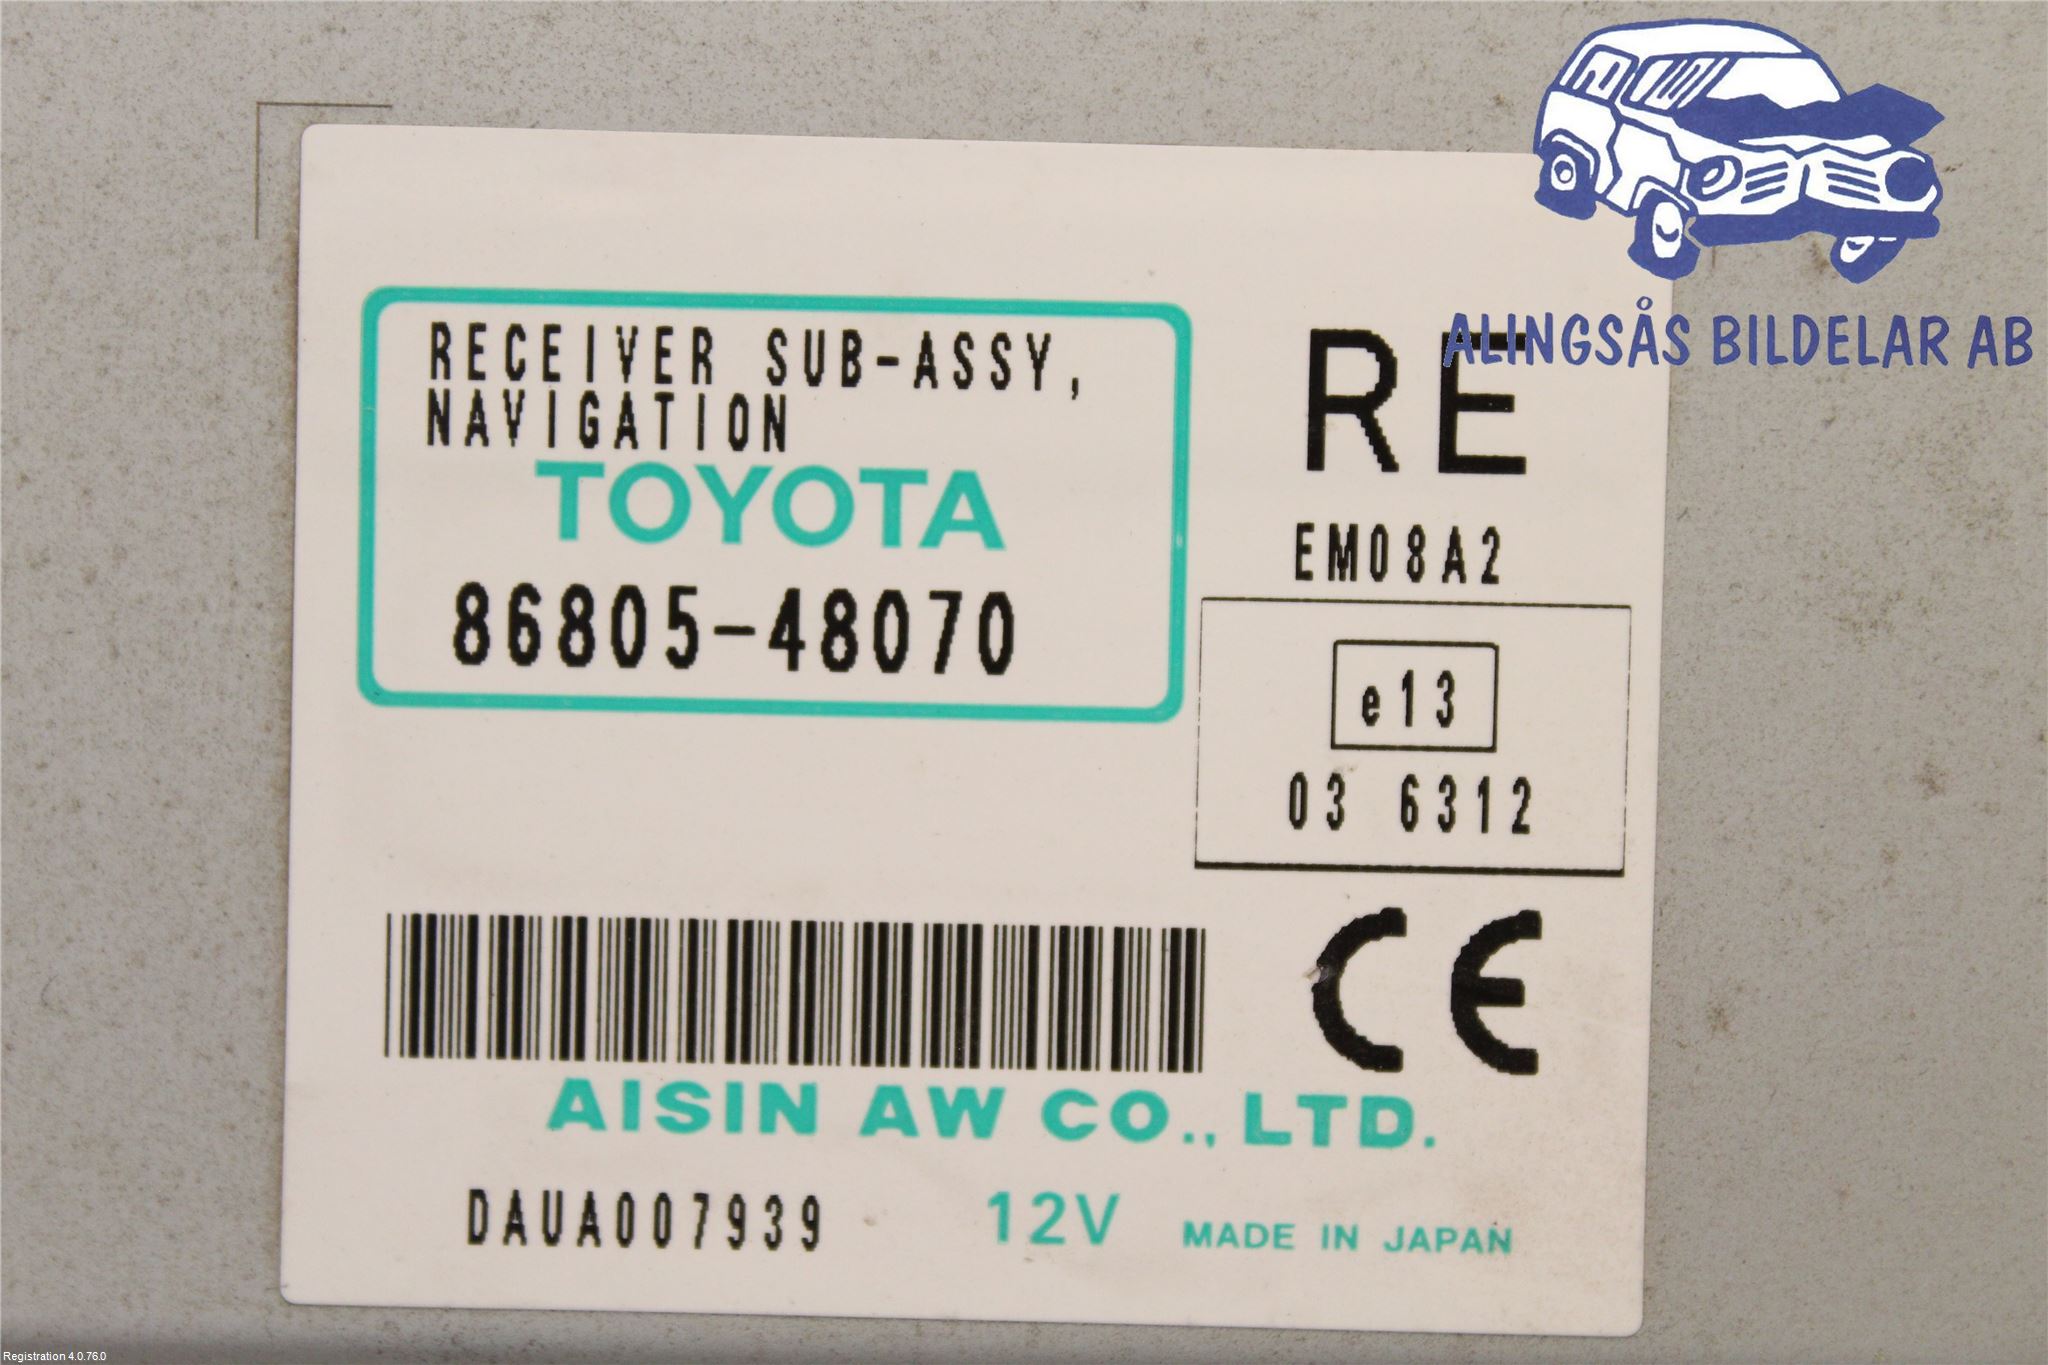 ALINGSÅS BILDELAR AB
RECEIVER SUB-ASSY,
NAVIGATION
TOYOTA
86805-48070
RE
EM08A2
e13
03 6312
CE
AISIN AW CO., LTD.
DAUA007939 12V MADE IN JAPAN
Registration 4.0.76.0